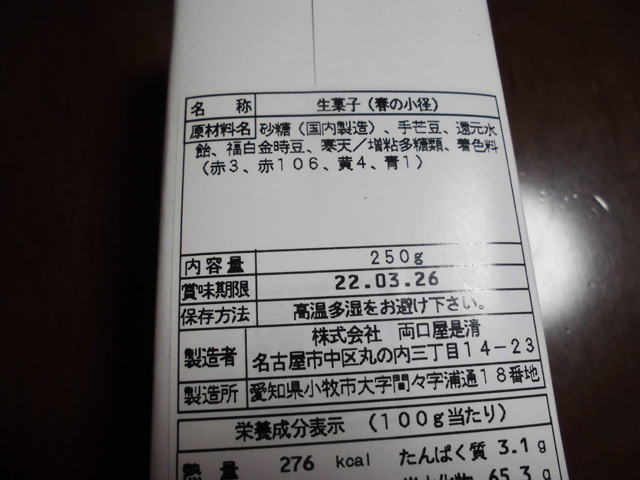 名 称 生菓子（春の小径）
原材料名 砂糖（国内製造）、手芒豆、還元水
飴、福白金時豆、寒天／増粘多糖類、着色料
（赤3、赤106、黄4、青1）
内容量 250g
賞味期限 22.03.26
保存方法 高温多湿をお避け下さい。
製造者 株式会社 両口屋是清
名古屋市中区丸の内三丁目14-23
製造所 愛知県小牧市大字間々字浦通18番地
栄養成分表示 （100g当たり）
熱 量 276 kcal たんぱく質 3.1g
65.3g